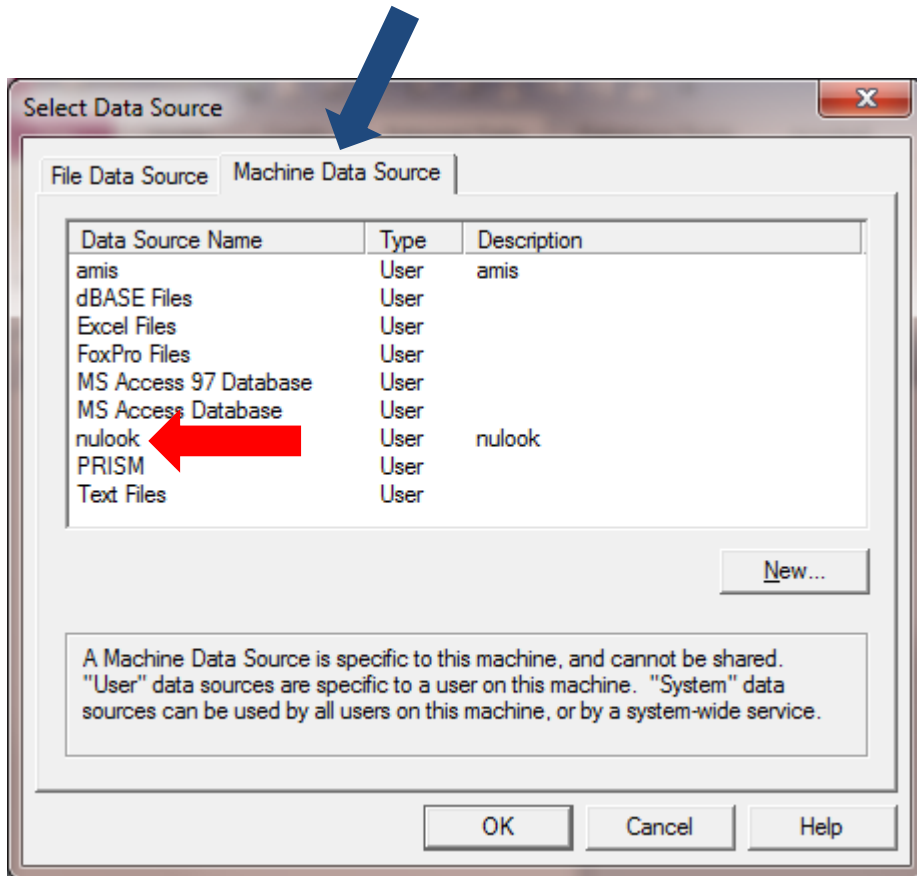 Select Data Source
File Data Source Machine Data Source
Data Source Name Type Description
amis User amis
dBASE Files User
Excel Files User
FoxPro Files User
MS Access 97 Database User
MS Access Database User
nulook User nulook
PRISM User
Text Files User
New...
A Machine Data Source is specific to this machine, and cannot be shared.
"User" data sources are specific to a user on this machine. "System" data
sources can be used by all users on this machine, or by a system-wide service.
OK Cancel Help